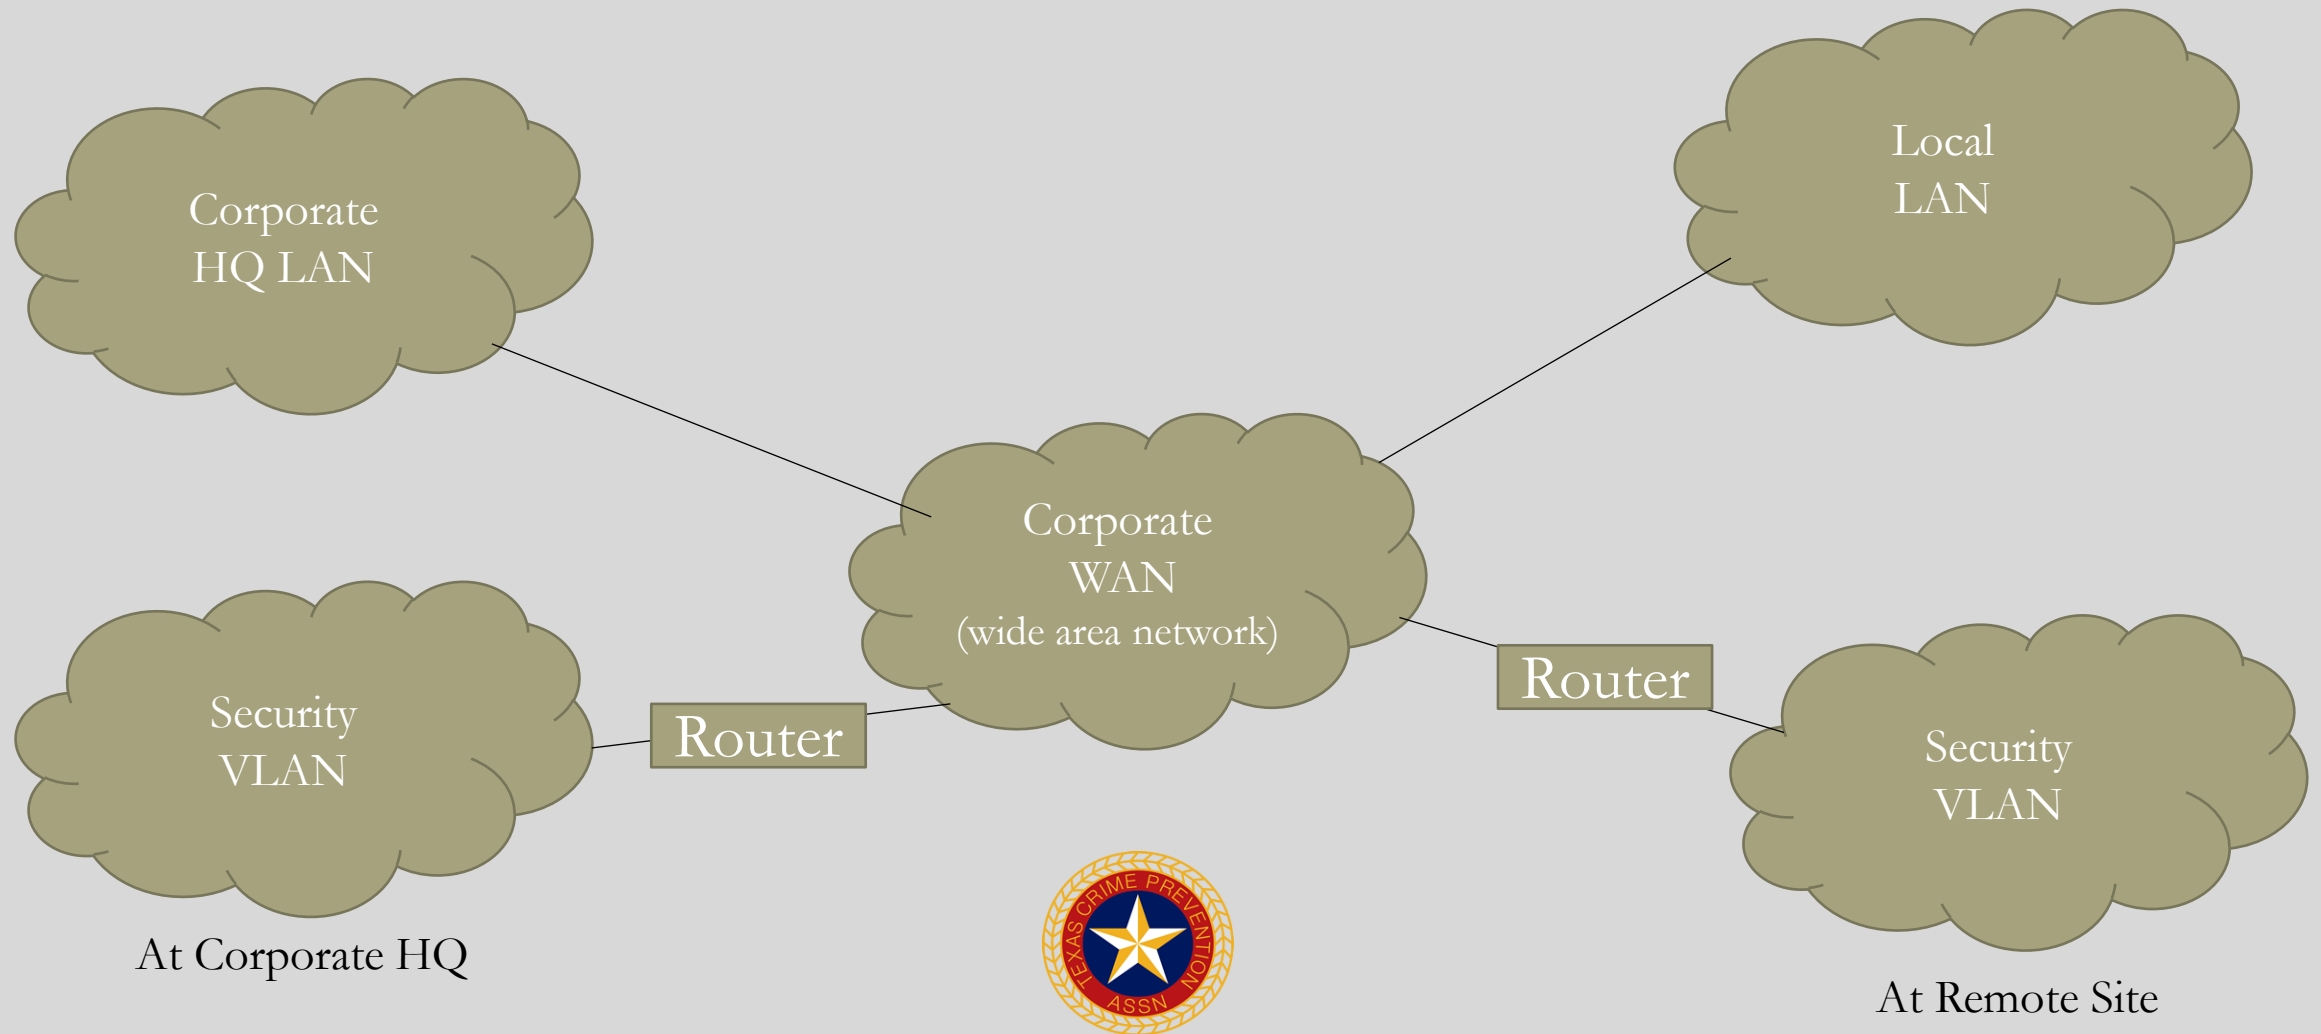 Corporate
HQ LAN
Local
LAN
Corporate
WAN
(wide area network)
Security
VLAN
Router
Router
Security
VLAN
At Corporate HQ
TEXAS CRIME PREVENTION
ASSN
At Remote Site